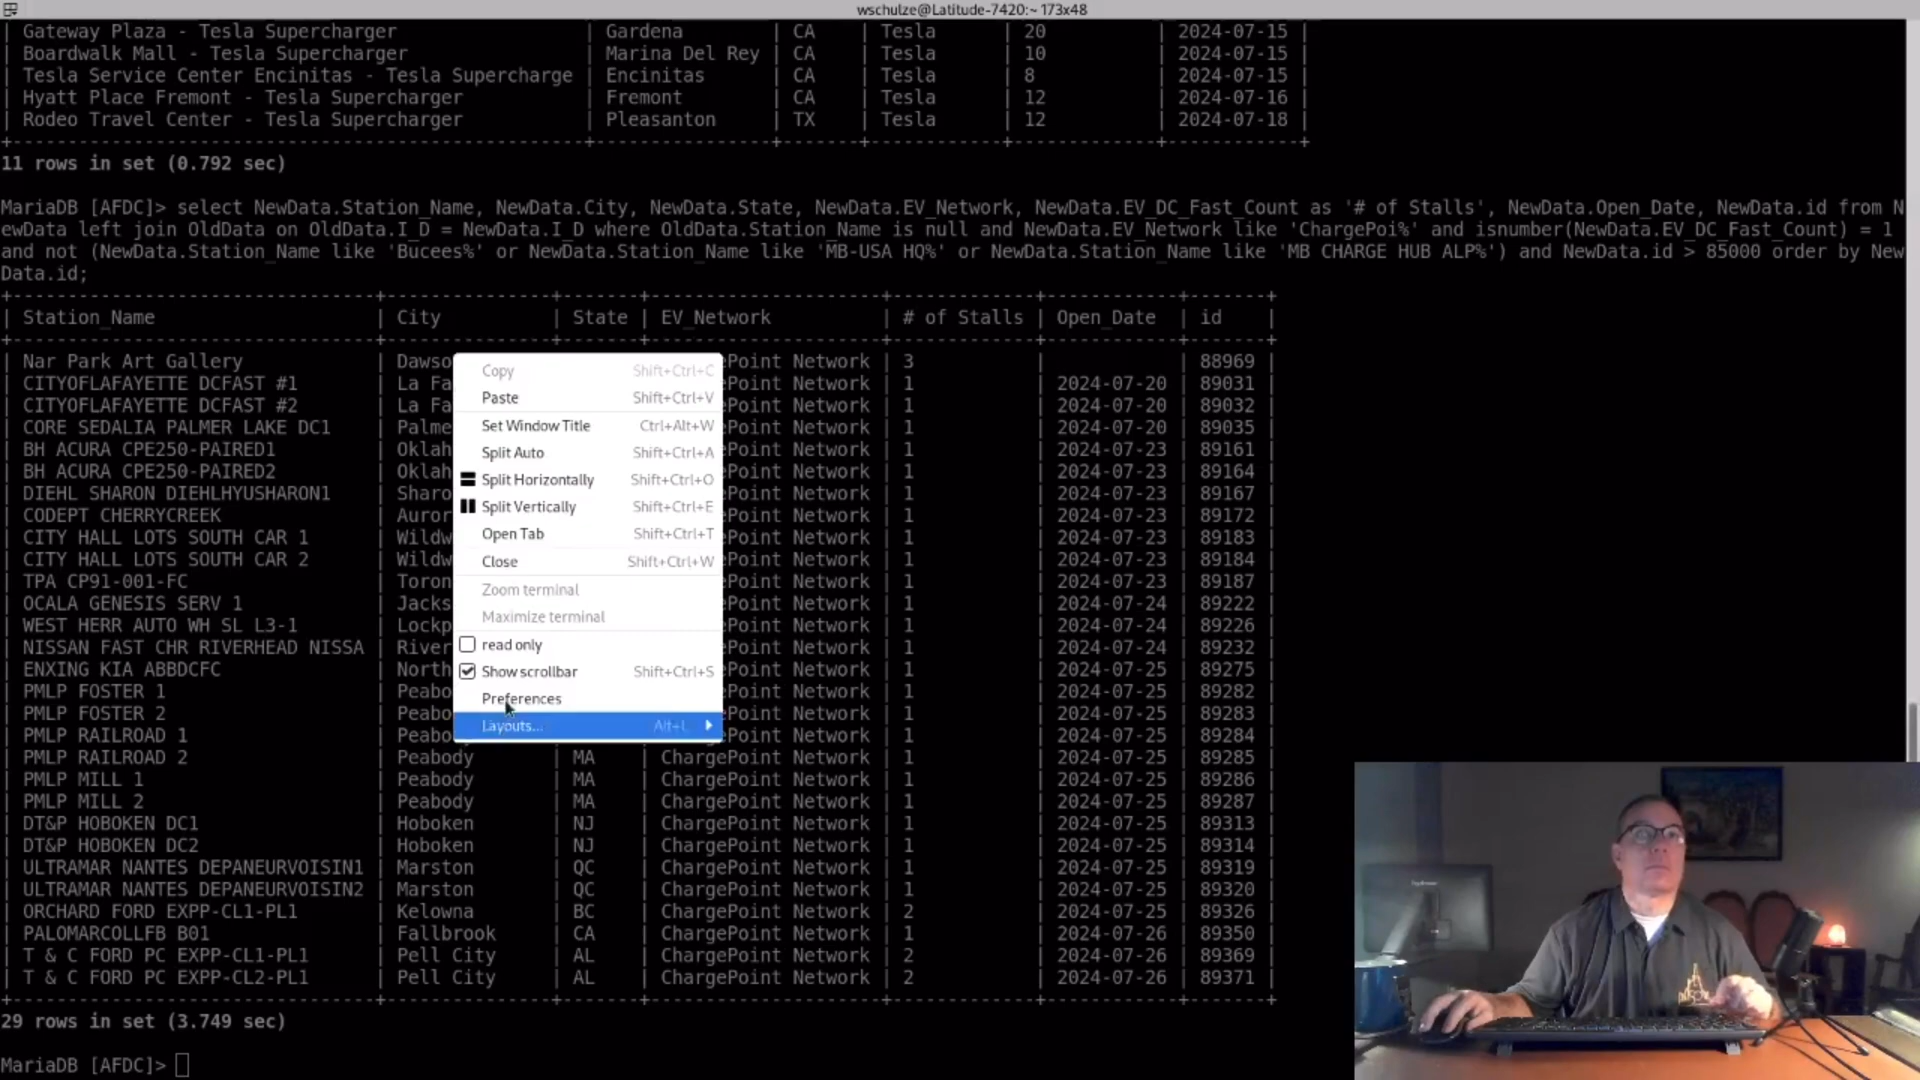 wschulze@Latitude-7420:~ 173x48
| Gateway Plaza - Tesla Supercharger | Gardena | CA | Tesla | 20 | 2024-07-15 |
| Boardwalk Mall - Tesla Supercharger | Marina Del Rey | CA | Tesla | 10 | 2024-07-15 |
| Tesla Service Center Encinitas - Tesla Supercharge | Encinitas | CA | Tesla | 8 | 2024-07-15 |
| Hyatt Place Fremont - Tesla Supercharger | Fremont | CA | Tesla | 12 | 2024-07-16 |
| Rodeo Travel Center - Tesla Supercharger | Pleasanton | TX | Tesla | 12 | 2024-07-18 |
11 rows in set (0.792 sec)
MariaDB [AFDC]> select NewData.Station_Name, NewData.City, NewData.State, NewData.EV_Network, NewData.EV_DC_Fast_Count as '# of Stalls', NewData.Open_Date, NewData.id from N
ewData left join OldData on OldData.I_D = NewData.I_D where OldData.Station_Name is null and NewData.EV_Network like 'ChargePoi%' and isnumber(NewData.EV_DC_Fast_Count) = 1
and not (NewData.Station_Name like 'Bucees%' or NewData.Station_Name like 'MB-USA HQ%' or NewData.Station_Name like 'MB CHARGE HUB ALP%') and NewData.id > 85000 order by New
Data.id;
| Station_Name | City | State | EV_Network | # of Stalls | Open_Date | id |
| Nar Park Art Gallery | Dawso ePoint Network | 3 | | 88969 |
| CITYOFLAFAYETTE DCFAST #1 | La Fa ePoint Network | 1 | 2024-07-20 | 89031 |
| CITYOFLAFAYETTE DCFAST #2 | La Fa ePoint Network | 1 | 2024-07-20 | 89032 |
| CORE SEDALIA PALMER LAKE DC1 | Palme ePoint Network | 1 | 2024-07-20 | 89035 |
| BH ACURA CPE250-PAIRED1 | Oklah ePoint Network | 1 | 2024-07-23 | 89161 |
| BH ACURA CPE250-PAIRED2 | Oklah ePoint Network | 1 | 2024-07-23 | 89164 |
| DIEHL SHARON DIEHLHYUSHARON1 | Sharo ePoint Network | 1 | 2024-07-23 | 89167 |
| CODEPT CHERRYCREEK | Auror ePoint Network | 1 | 2024-07-23 | 89172 |
| CITY HALL LOTS SOUTH CAR 1 | Wildw ePoint Network | 1 | 2024-07-23 | 89183 |
| CITY HALL LOTS SOUTH CAR 2 | Wildw ePoint Network | 1 | 2024-07-23 | 89184 |
| TPA CP91-001-FC | Toron ePoint Network | 1 | 2024-07-23 | 89187 |
| OCALA GENESIS SERV 1 | Jacks ePoint Network | 1 | 2024-07-24 | 89222 |
| WEST HERR AUTO WH SL L3-1 | Lockp ePoint Network | 1 | 2024-07-24 | 89226 |
| NISSAN FAST CHR RIVERHEAD NISSA | River ePoint Network | 1 | 2024-07-24 | 89232 |
| ENXING KIA ABBDCFC | North ePoint Network | 1 | 2024-07-25 | 89275 |
| PMLP FOSTER 1 | Peabo ePoint Network | 1 | 2024-07-25 | 89282 |
| PMLP FOSTER 2 | Peabo ePoint Network | 1 | 2024-07-25 | 89283 |
| PMLP RAILROAD 1 | Peabo ePoint Network | 1 | 2024-07-25 | 89284 |
| PMLP RAILROAD 2 | Peabody | MA | ChargePoint Network | 1 | 2024-07-25 | 89285 |
| PMLP MILL 1 | Peabody | MA | ChargePoint Network | 1 | 2024-07-25 | 89286 |
| PMLP MILL 2 | Peabody | MA | ChargePoint Network | 1 | 2024-07-25 | 89287 |
| DT&P HOBOKEN DC1 | Hoboken | NJ | ChargePoint Network | 1 | 2024-07-25 | 89313 |
| DT&P HOBOKEN DC2 | Hoboken | NJ | ChargePoint Network | 1 | 2024-07-25 | 89314 |
| ULTRAMAR NANTES DEPANEURVOISIN1 | Marston | QC | ChargePoint Network | 1 | 2024-07-25 | 89319 |
| ULTRAMAR NANTES DEPANEURVOISIN2 | Marston | QC | ChargePoint Network | 1 | 2024-07-25 | 89320 |
| ORCHARD FORD EXPP-CL1-PL1 | Kelowna | BC | ChargePoint Network | 2 | 2024-07-25 | 89326 |
| PALOMARCOLLFB B01 | Fallbrook | CA | ChargePoint Network | 1 | 2024-07-26 | 89350 |
| T & C FORD PC EXPP-CL1-PL1 | Pell City | AL | ChargePoint Network | 2 | 2024-07-26 | 89369 |
| T & C FORD PC EXPP-CL2-PL1 | Pell City | AL | ChargePoint Network | 2 | 2024-07-26 | 89371 |
29 rows in set (3.749 sec)
MariaDB [AFDC]>
Copy Shift+Ctrl+C
Paste Shift+Ctrl+V
Set Window Title Ctrl+Alt+W
Split Auto Shift+Ctrl+A
Split Horizontally Shift+Ctrl+O
Split Vertically Shift+Ctrl+E
Open Tab Shift+Ctrl+T
Close Shift+Ctrl+W
Zoom terminal
Maximize terminal
read only
Show scrollbar Shift+Ctrl+S
Preferences
Layouts... Alt+L